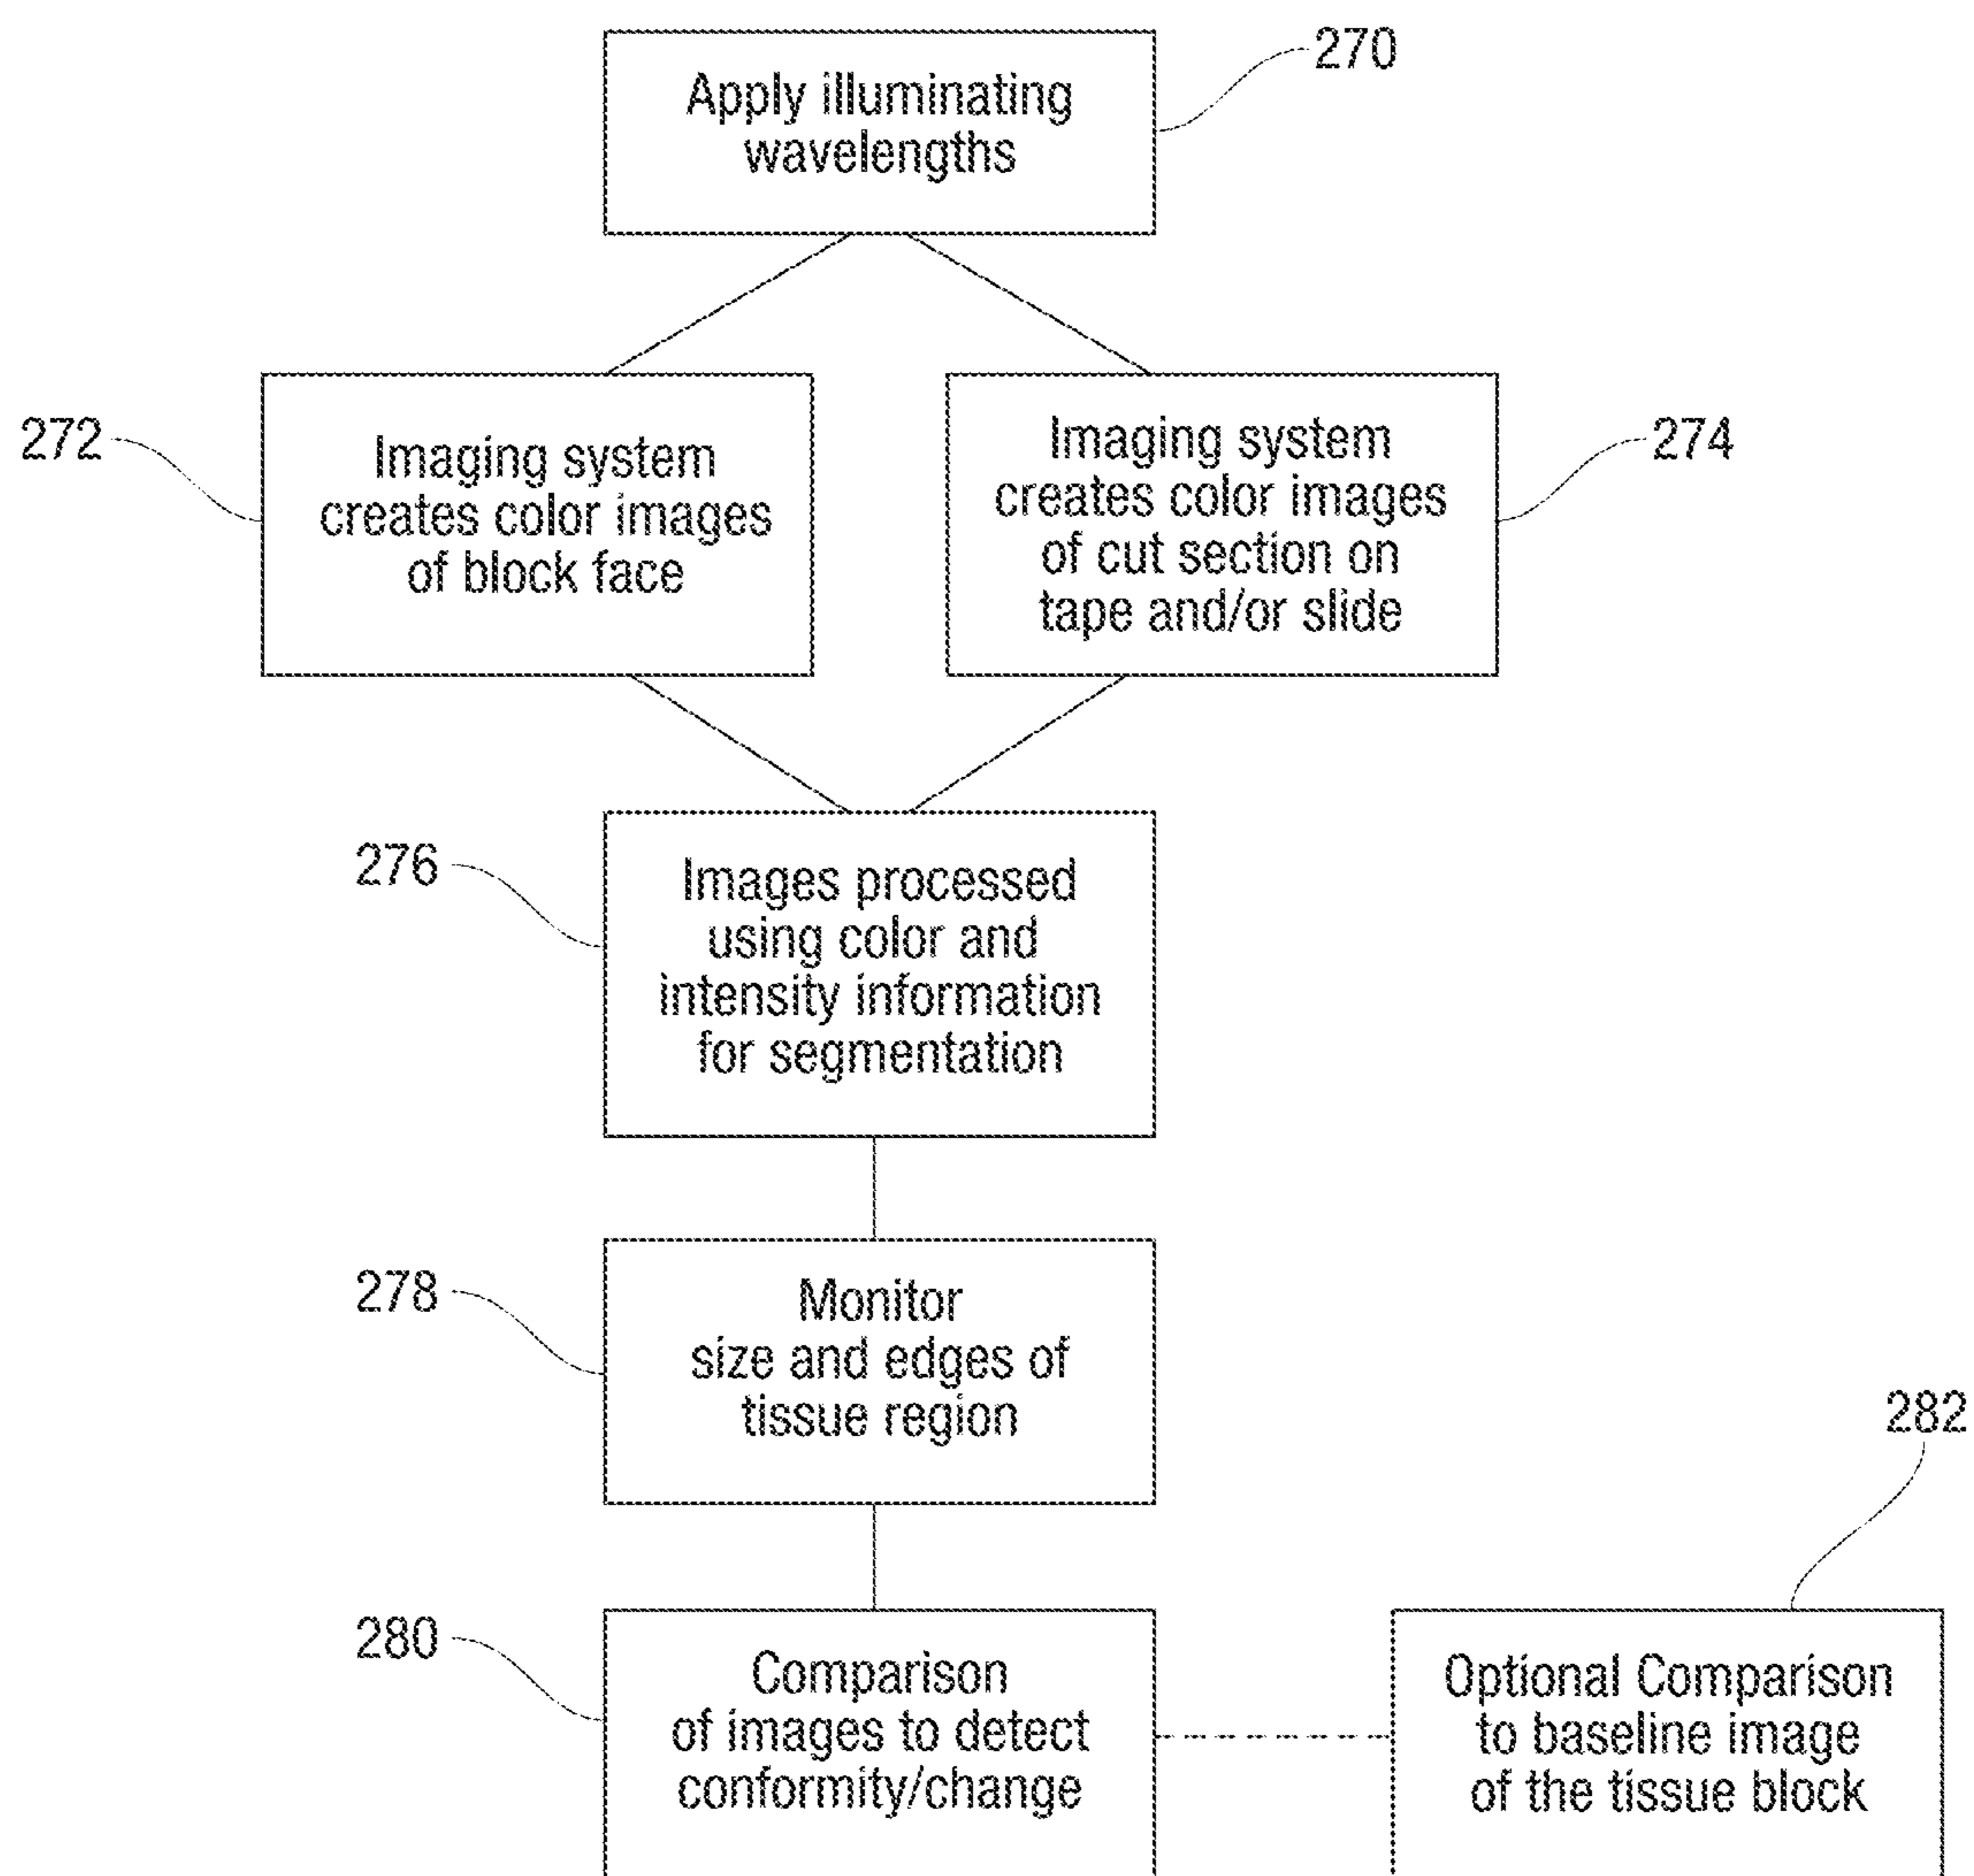 270
Apply illuminating
wavelengths
272
Imaging system
creates color images
of block face
Imaging system
creates color images
of cut section on
tape and/or slide
274
276
Images processed
using color and
intensity information
for segmentation
278
Monitor
size and edges of
tissue region
282
280
Comparison
of images to detect
conformity/change
Optional Comparison
to baseline image
of the tissue block